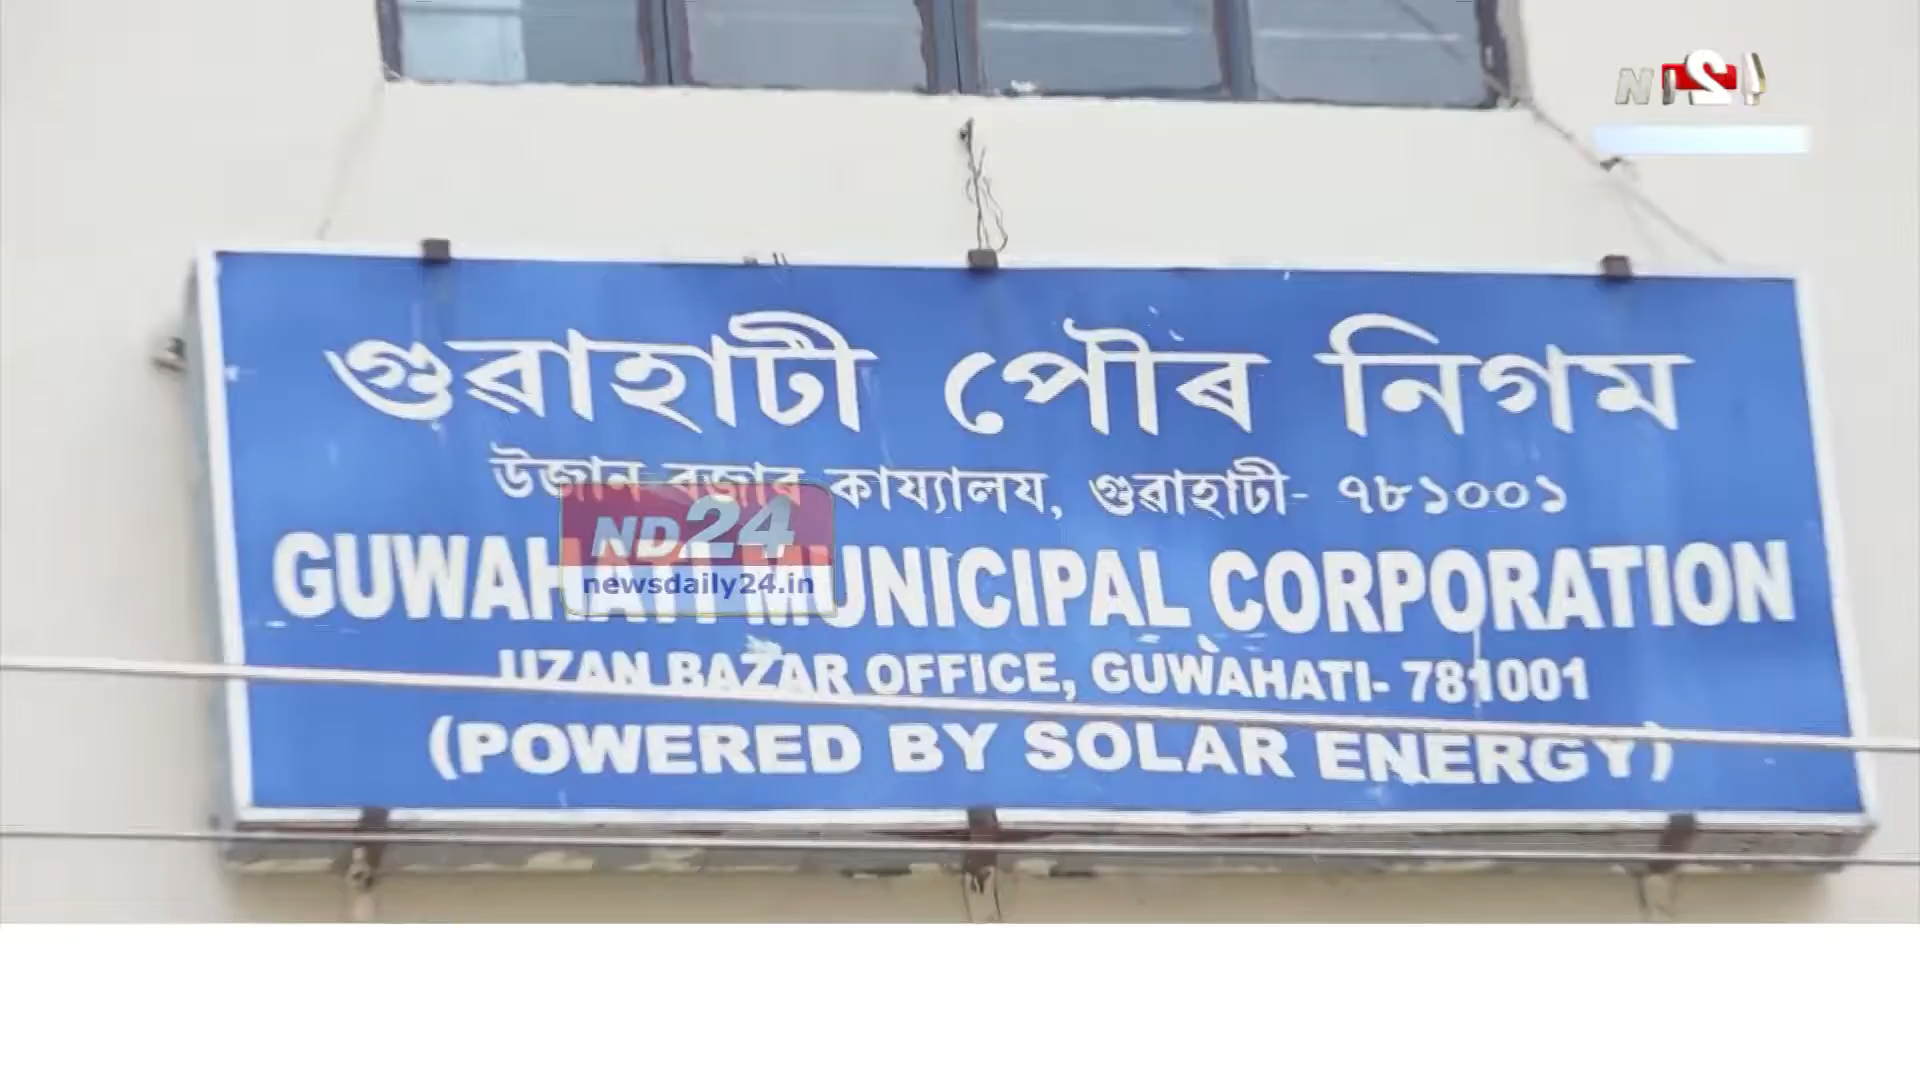 গুৱাহাটী পৌৰ নিগম
উজান বজাৰ কায্যালয, গুৱাহাটী- ৭৮১০০১
GUWAHATI MUNICIPAL CORPORATION
UZAN BAZAR OFFICE, GUWAHATI- 781001
(POWERED BY SOLAR ENERGY)
ND24
newsdaily24.in